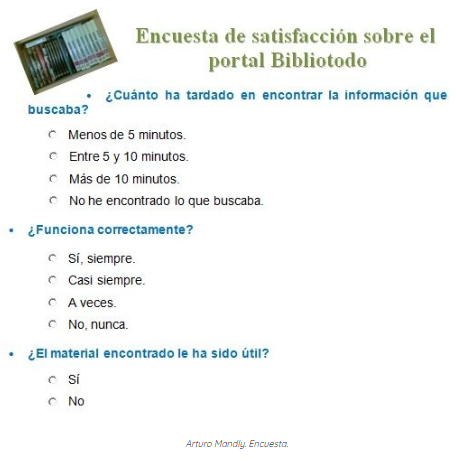 Encuesta de satisfacción sobre el
portal Bibliotodo
• ¿Cuánto ha tardado en encontrar la información que
buscaba?
Menos de 5 minutos.
Entre 5 y 10 minutos.
Más de 10 minutos.
No he encontrado lo que buscaba.
• ¿Funciona correctamente?
Sí, siempre.
Casi siempre.
A veces.
No, nunca.
• ¿El material encontrado le ha sido útil?
Sí
No
Arturo Mandly. Encuesta.